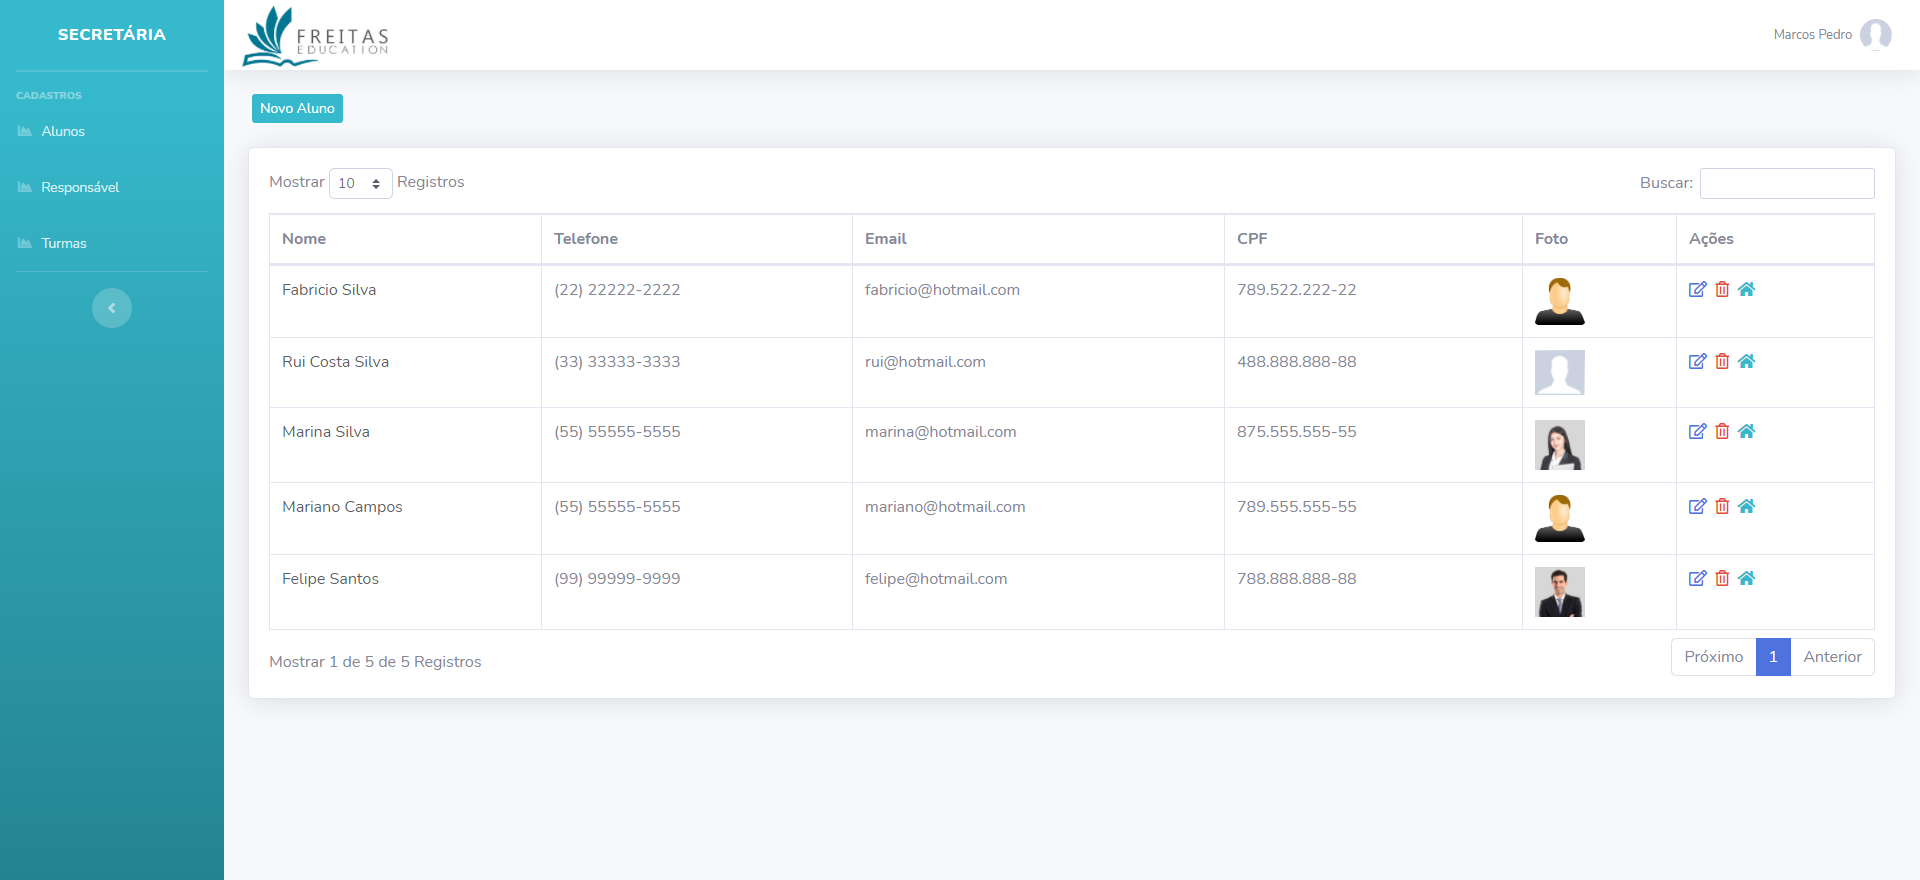 SECRETÁRIA
FREITAS
EDUCATION
Marcos Pedro
CADASTROS
Alunos
Responsável
Turmas
Novo Aluno
Mostrar 10 Registros
Buscar:
Nome Telefone Email CPF Foto Ações
Fabricio Silva (22) 22222-2222 fabricio@hotmail.com 789.522.222-22
Rui Costa Silva (33) 33333-3333 rui@hotmail.com 488.888.888-88
Marina Silva (55) 55555-5555 marina@hotmail.com 875.555.555-55
Mariano Campos (55) 55555-5555 mariano@hotmail.com 789.555.555-55
Felipe Santos (99) 99999-9999 felipe@hotmail.com 788.888.888-88
Mostrar 1 de 5 de 5 Registros
Próximo 1 Anterior